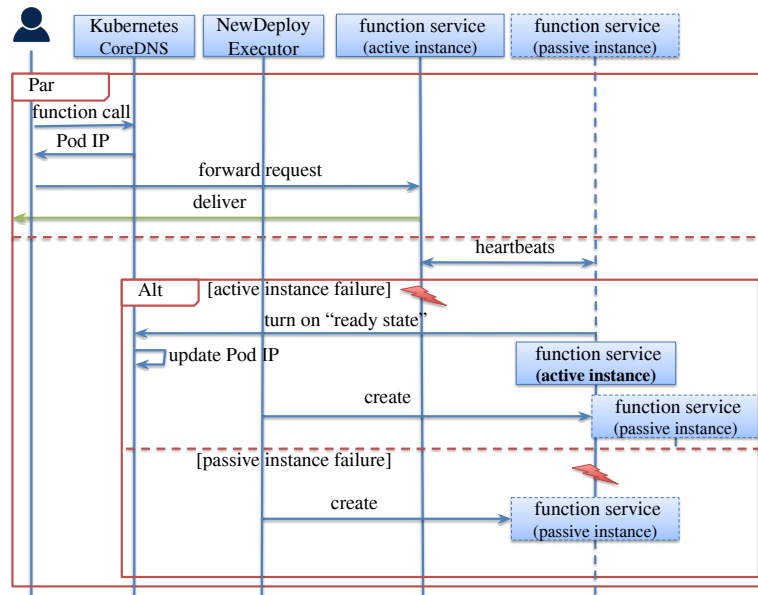 Kubernetes
CoreDNS
NewDeploy
Executor
function service
(active instance)
function service
(passive instance)
Par
function call
Pod IP
forward request
deliver
heartbeats
Alt
[active instance failure]
turn on “ready state”
update Pod IP
function service
(active instance)
create
function service
(passive instance)
[passive instance failure]
create
function service
(passive instance)